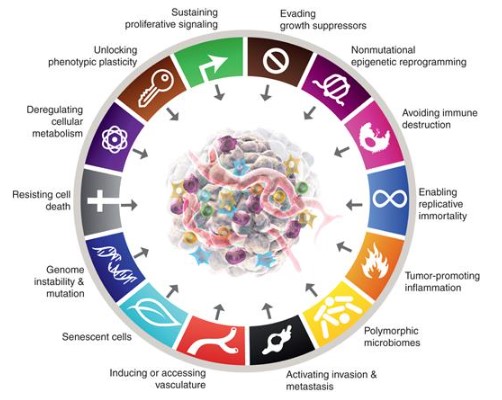 Sustaining
proliferative signaling
Evading
growth suppressors
Nonmutational
epigenetic reprogramming
Avoiding immune
destruction
Enabling
replicative
immortality
Tumor-promoting
inflammation
Polymorphic
microbiomes
Activating invasion &
metastasis
Inducing or accessing
vasculature
Senescent cells
Genome
instability &
mutation
Resisting cell
death
Deregulating
cellular
metabolism
Unlocking
phenotypic plasticity